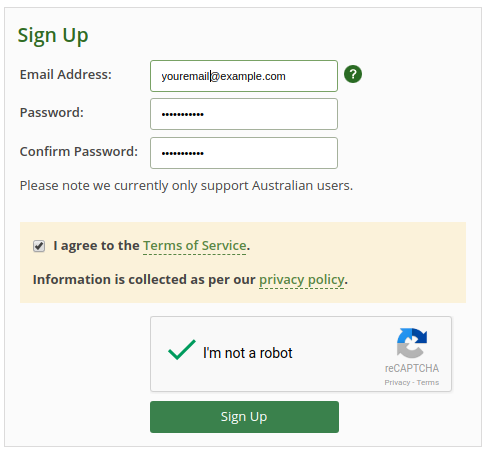 Sign Up
Email Address:
youremail@example.com
?
Password:
•••••••••••
Confirm Password:
•••••••••••
Please note we currently only support Australian users.
I agree to the Terms of Service.
Information is collected as per our privacy policy.
I'm not a robot
reCAPTCHA
Privacy - Terms
Sign Up